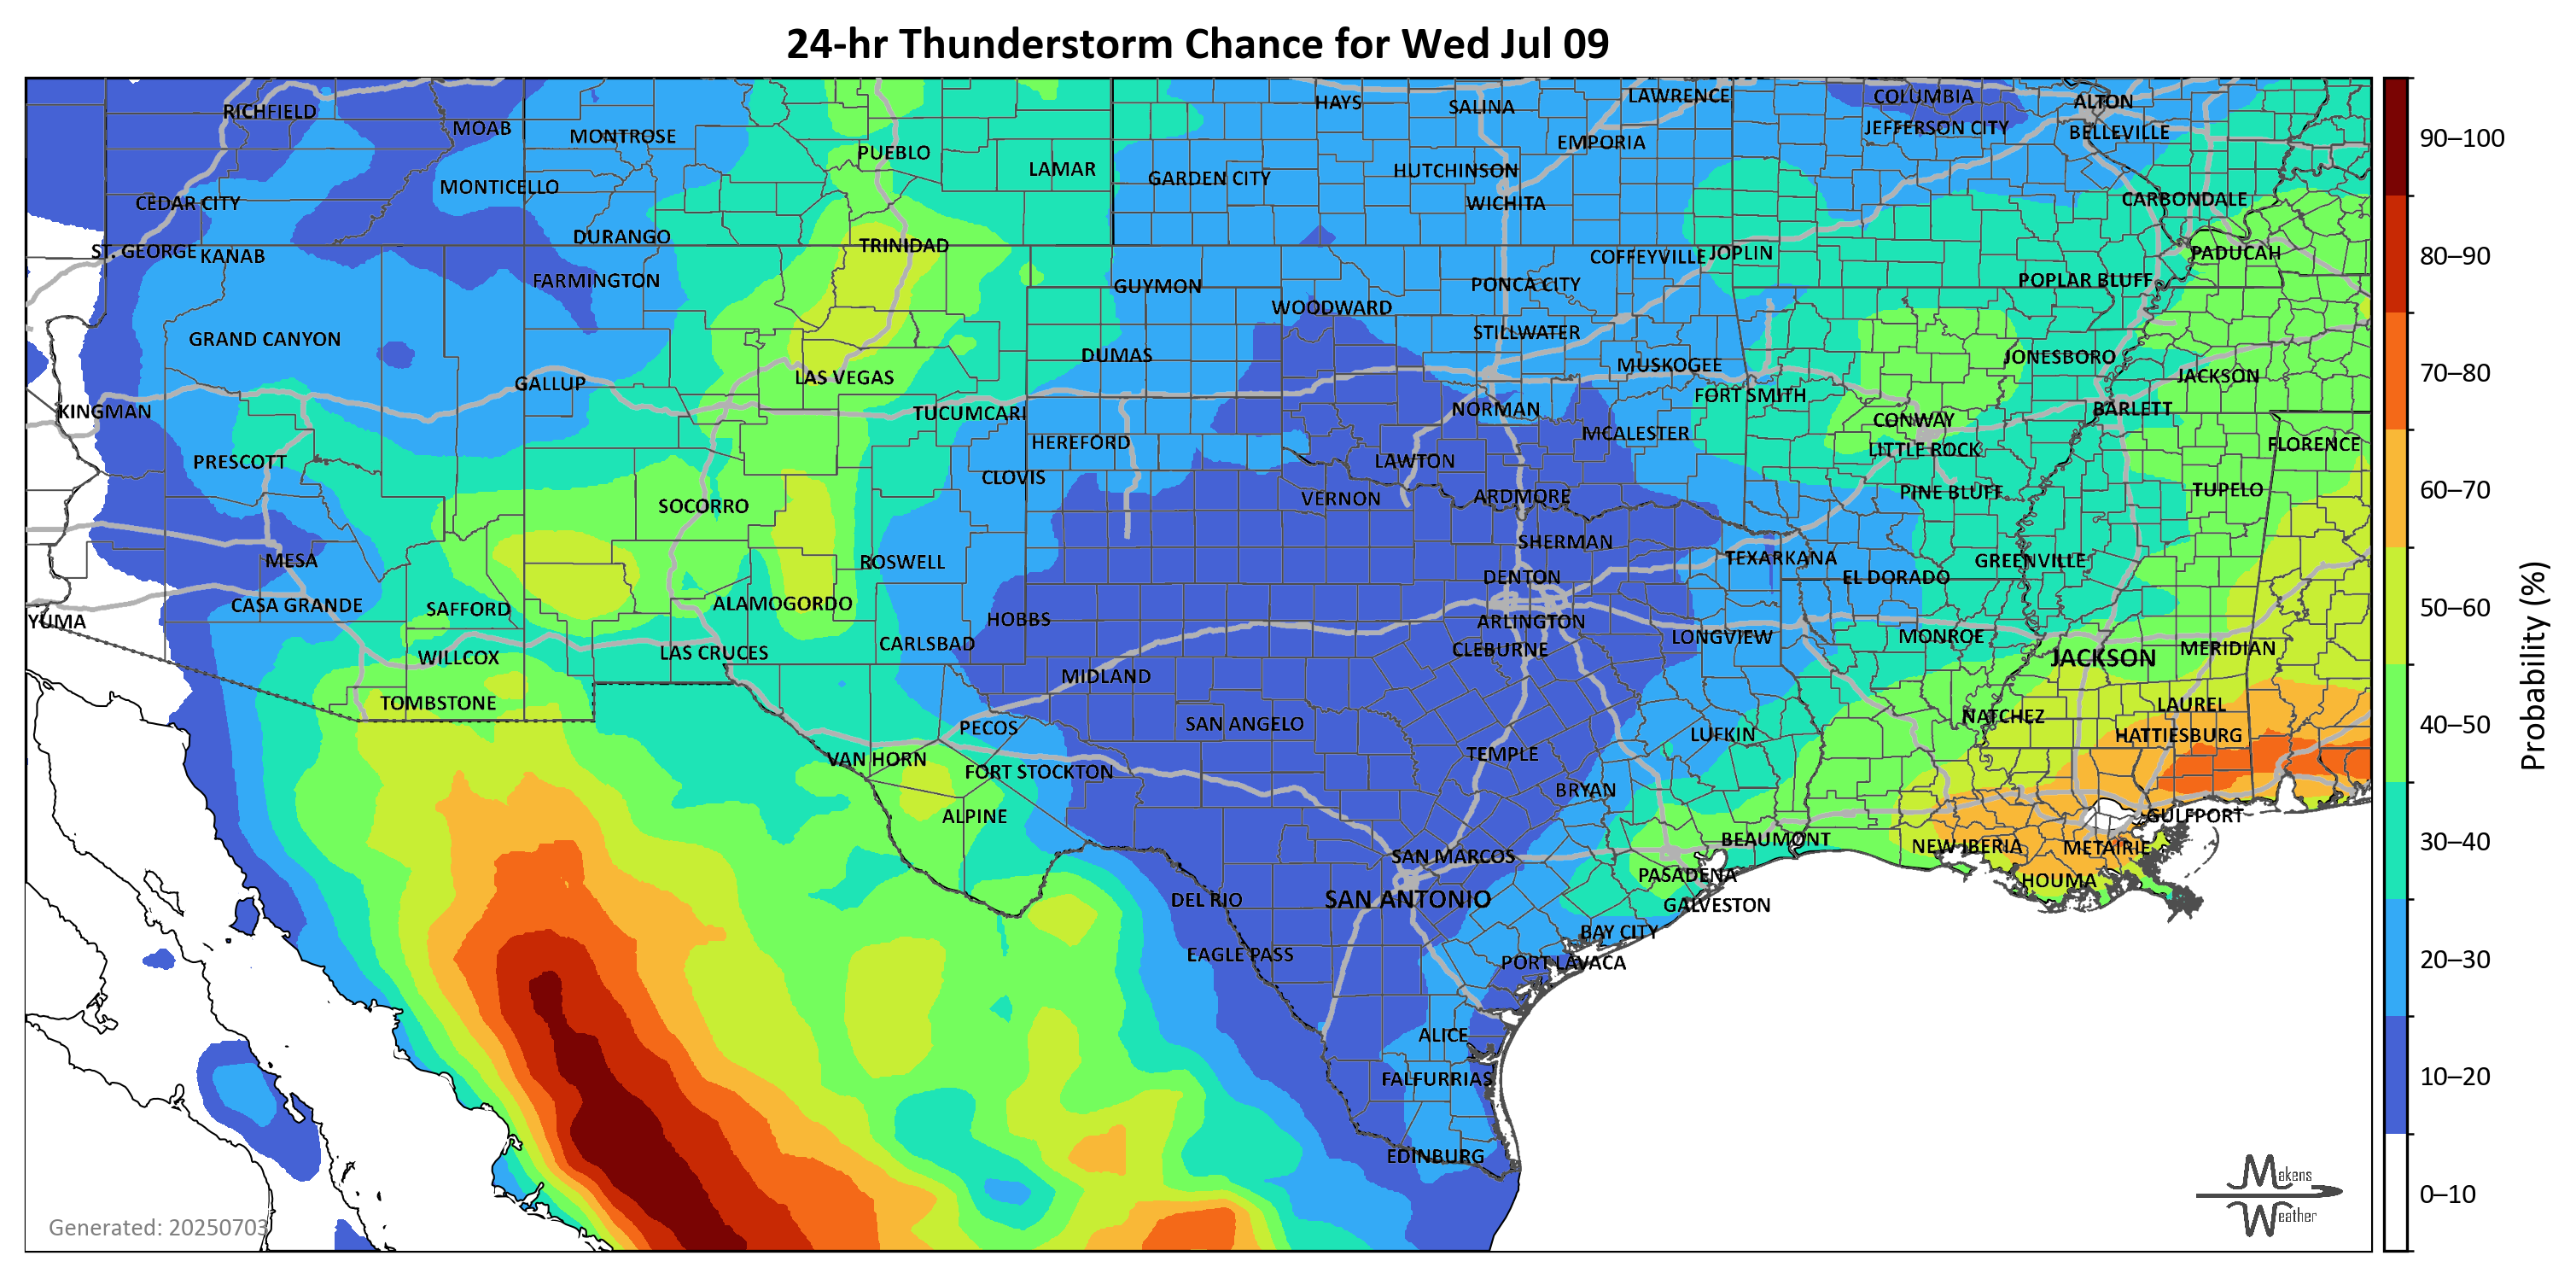 24-hr Thunderstorm Chance for Wed Jul 09
RICHFIELD
MOAB
MONTROSE
PUEBLO
LAMAR
HAYS
SALINA
LAWRENCE
COLUMBIA
ALTON
EMPORIA
JEFFERSON CITY
BELLEVILLE
90–100
CEDAR CITY
MONTICELLO
GARDEN CITY
HUTCHINSON
WICHITA
CARBONDALE
ST. GEORGE
KANAB
DURANGO
TRINIDAD
COFFEYVILLE
JOPLIN
PADUCAH
80–90
FARMINGTON
GUYMON
WOODWARD
PONCA CITY
POPLAR BLUFF
GRAND CANYON
LAS VEGAS
DUMAS
STILLWATER
MUSKOGEE
JONESBORO
JACKSON
70–80
KINGMAN
GALLUP
TUCUMCARI
NORMAN
FORT SMITH
CONWAY
BARLETT
PRESCOTT
HEREFORD
CLOVIS
LAWTON
MCALESTER
LITTLE ROCK
FLORENCE
SOCORRO
VERNON
ARDMORE
PINE BLUFF
TUPELO
60–70
MESA
ROSWELL
SHERMAN
TEXARKANA
GREENVILLE
CASA GRANDE
SAFFORD
ALAMOGORDO
DENTON
EL DORADO
50–60
YUMA
HOBBS
ARLINGTON
WILLCOX
LAS CRUCES
CARLSBAD
CLEBURNE
LONGVIEW
MONROE
JACKSON
MERIDIAN
TOMBSTONE
MIDLAND
NATCHEZ
LAUREL
PECOS
SAN ANGELO
LUFKIN
HATTIESBURG
40–50
Probability (%)
VAN HORN
FORT STOCKTON
TEMPLE
BRYAN
ALPINE
GULFPORT
SAN MARCOS
BEAUMONT
NEW IBERIA
METAIRIE
30–40
DEL RIO
SAN ANTONIO
PASADENA
GALVESTON
HOUMA
EAGLE PASS
BAY CITY
PORT LAVACA
20–30
ALICE
FALFURRIAS
10–20
EDINBURG
Makens
Weather
0–10
Generated: 20250703